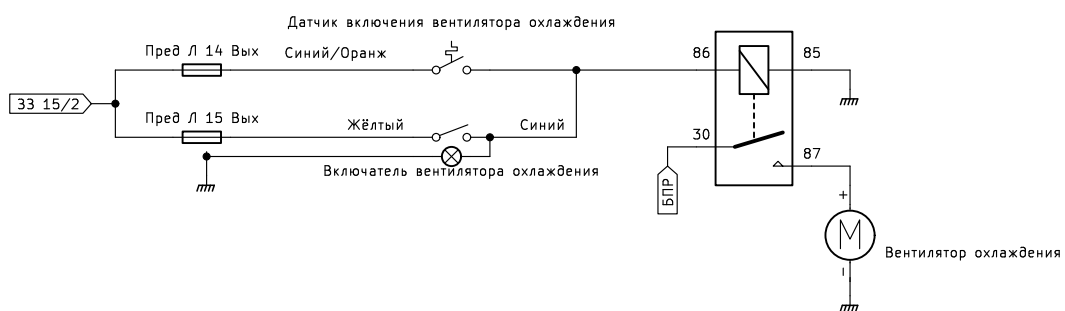 Датчик включения вентилятора охлаждения
Пред Л 14 Вых
Синий/Оранж
86
85
ЗЗ 15/2
Пред Л 15 Вых
Жёлтый
Синий
30
87
Включатель вентилятора охлаждения
БПР
+
М
Вентилятор охлаждения
–